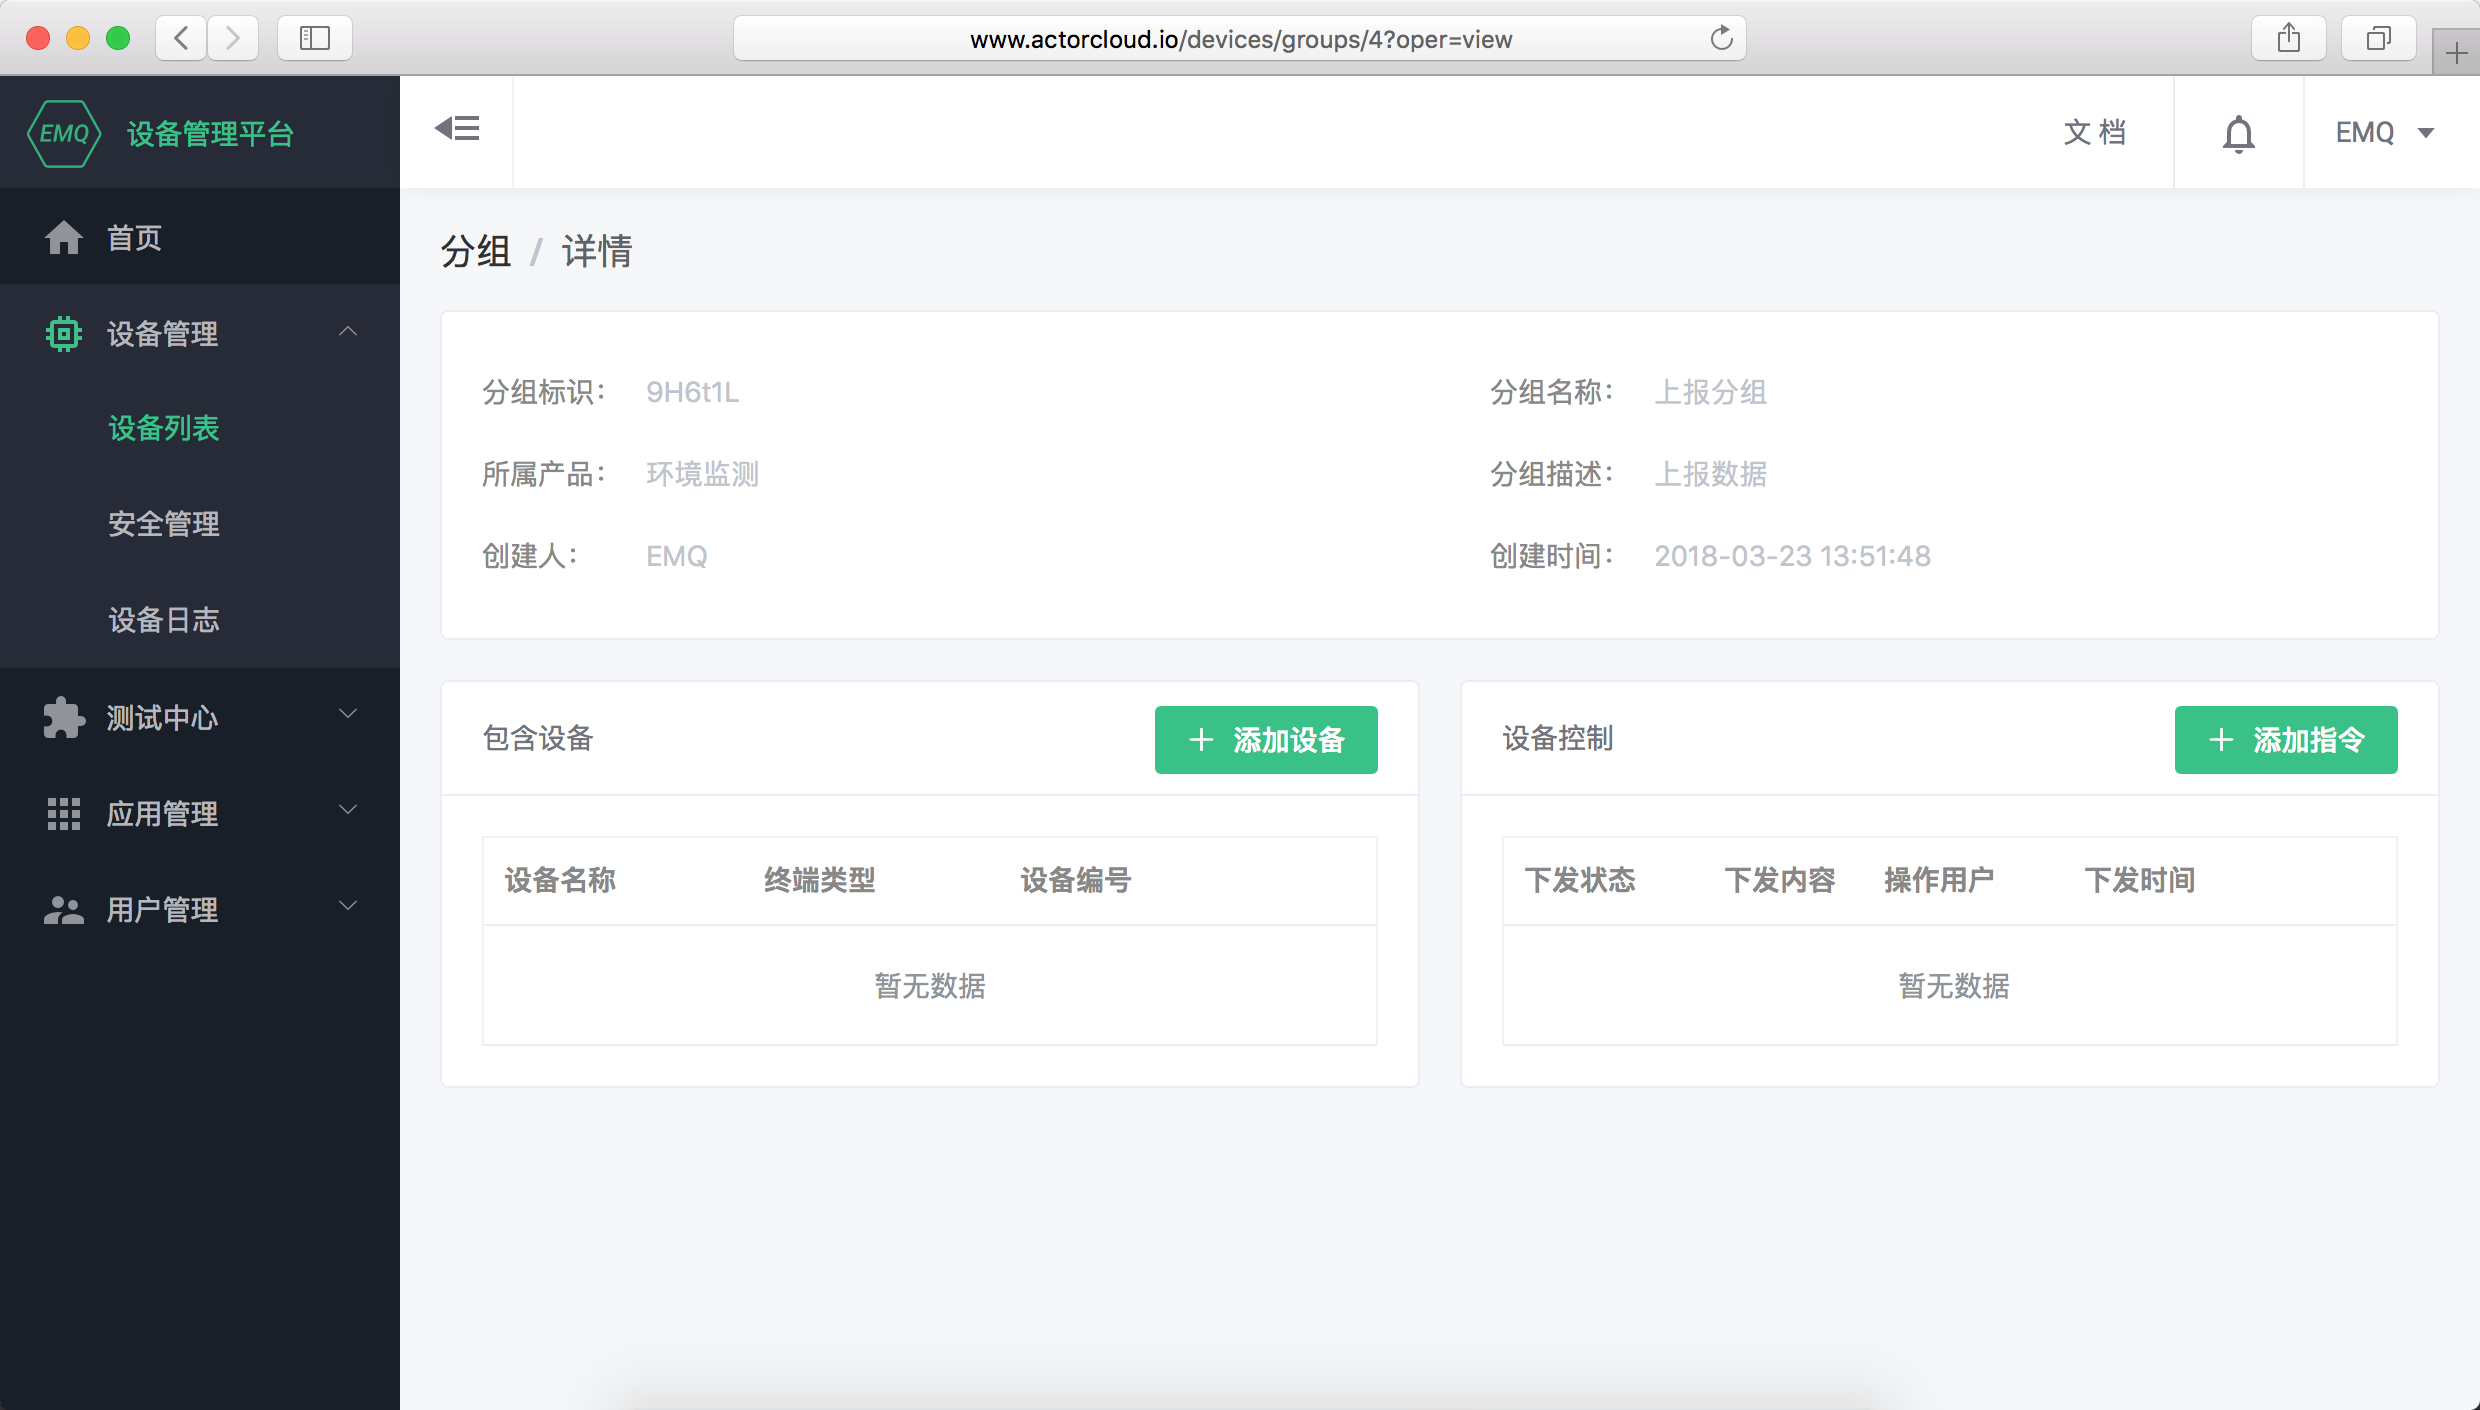 www.actorcloud.io/devices/groups/4?oper=view
EMQ 设备管理平台
文档
EMQ
首页
设备管理
设备列表
安全管理
设备日志
测试中心
应用管理
用户管理
分组 / 详情
分组标识： 9H6t1L
分组名称： 上报分组
所属产品： 环境监测
分组描述： 上报数据
创建人： EMQ
创建时间： 2018-03-23 13:51:48
包含设备
+ 添加设备
设备名称 终端类型 设备编号
暂无数据
设备控制
+ 添加指令
下发状态 下发内容 操作用户 下发时间
暂无数据